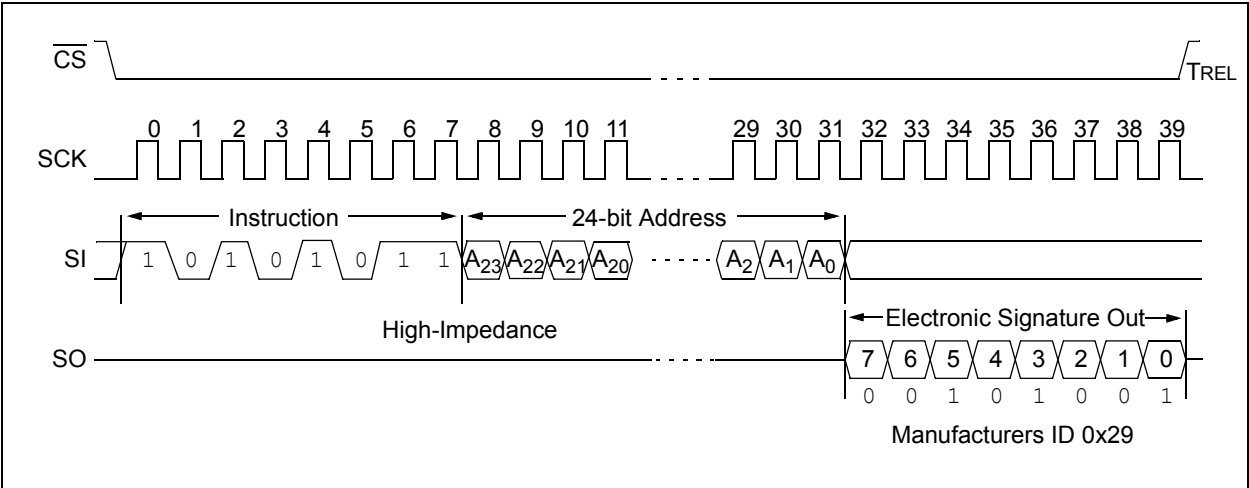 CS
TREL
0 1 2 3 4 5 6 7 8 9 10 11 29 30 31 32 33 34 35 36 37 38 39
SCK
Instruction 24-bit Address
SI 1 0 1 0 1 0 1 1 A23 A22 A21 A20 A2 A1 A0
High-Impedance
Electronic Signature Out
SO 7 6 5 4 3 2 1 0
0 0 1 0 1 0 0 1
Manufacturers ID 0x29